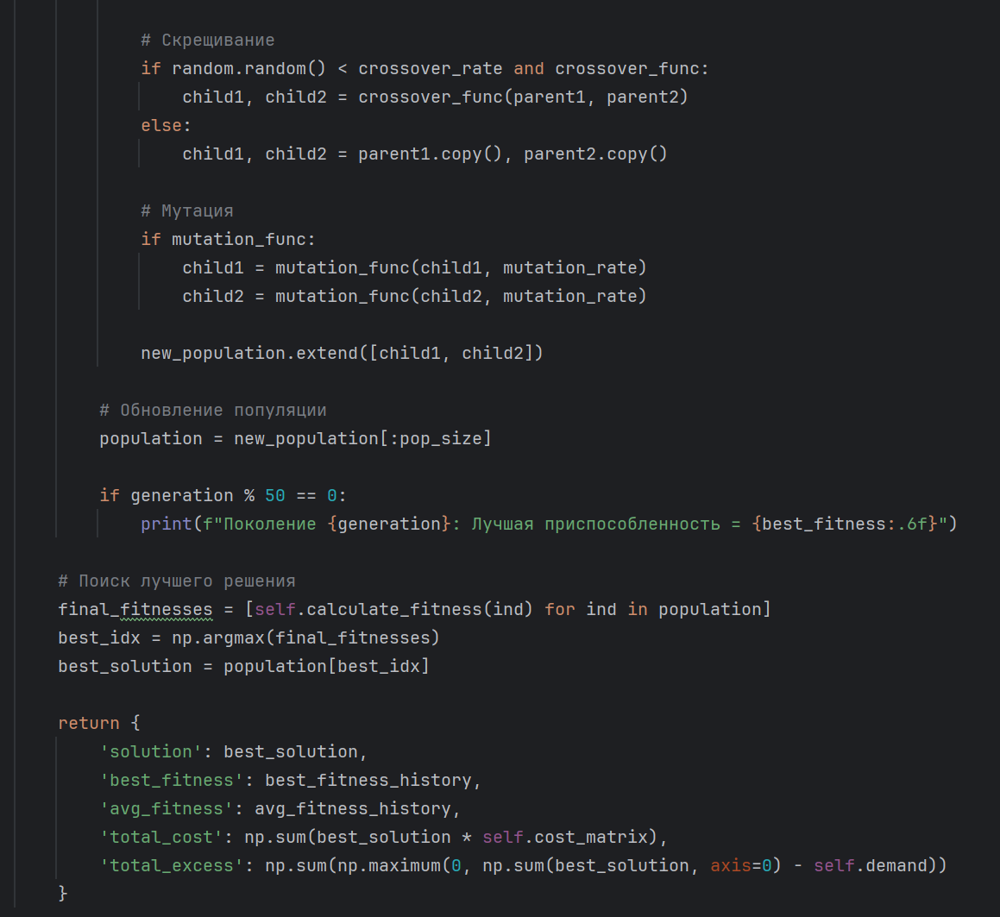 # Скрещивание
if random.random() < crossover_rate and crossover_func:
child1, child2 = crossover_func(parent1, parent2)
else:
child1, child2 = parent1.copy(), parent2.copy()
# Мутация
if mutation_func:
child1 = mutation_func(child1, mutation_rate)
child2 = mutation_func(child2, mutation_rate)
new_population.extend([child1, child2])
# Обновление популяции
population = new_population[:pop_size]
if generation % 50 == 0:
print(f"Поколение {generation}: Лучшая приспособленность = {best_fitness:.6f}")
# Поиск лучшего решения
final_fitnesses = [self.calculate_fitness(ind) for ind in population]
best_idx = np.argmax(final_fitnesses)
best_solution = population[best_idx]
return {
'solution': best_solution,
'best_fitness': best_fitness_history,
'avg_fitness': avg_fitness_history,
'total_cost': np.sum(best_solution * self.cost_matrix),
'total_excess': np.sum(np.maximum(0, np.sum(best_solution, axis=0) - self.demand))
}